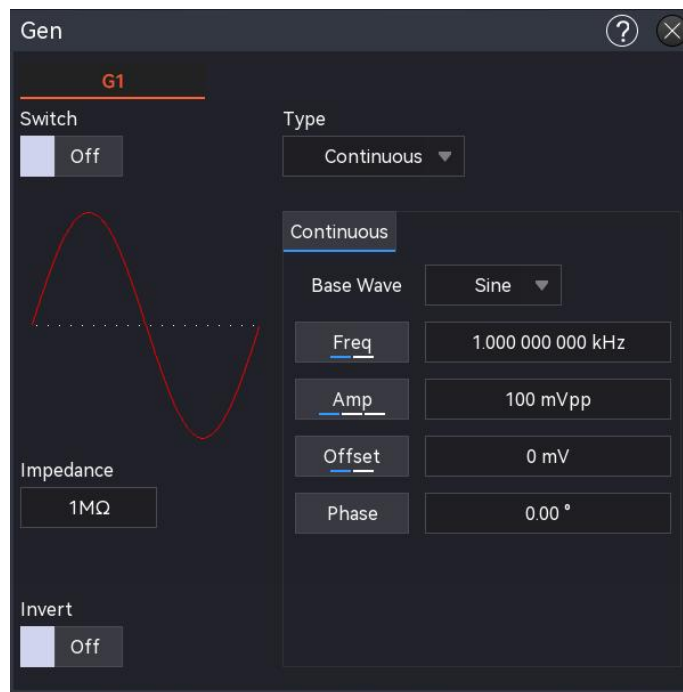 Gen
?
G1
Switch
Off
Type
Continuous
Continuous
Base Wave
Sine
Freq
1.000 000 000 kHz
Amp
100 mVpp
Offset
0 mV
Phase
0.00 °
Impedance
1MΩ
Invert
Off